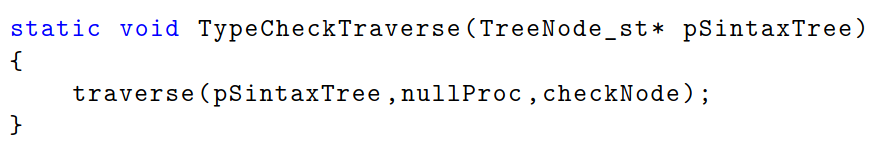 static void TypeCheckTraverse(TreeNode_st* pSintaxTree)
{
    traverse(pSintaxTree,nullProc,checkNode);
}